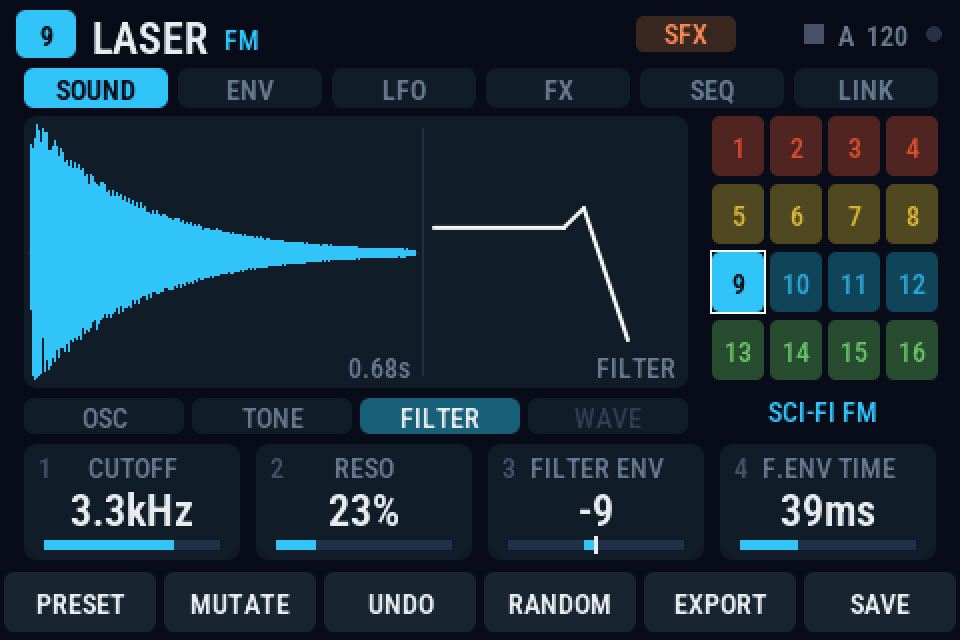 9 LASER FM SFX A 120
SOUND ENV LFO FX SEQ LINK
1 2 3 4
5 6 7 8
9 10 11 12
13 14 15 16
0.68s FILTER
OSC TONE FILTER WAVE
SCI-FI FM
1 CUTOFF 2 RESO 3 FILTER ENV 4 F.ENV TIME
3.3kHz 23% -9 39ms
PRESET MUTATE UNDO RANDOM EXPORT SAVE